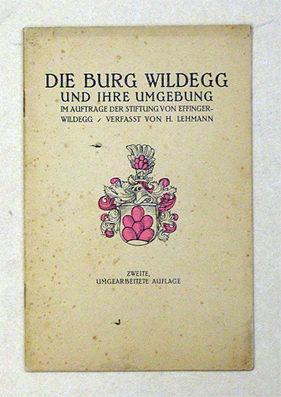 DIE BURG WILDEGG
UND IHRE UMGEBUNG
IM AUFTRAGE DER STIFTUNG VON EFFINGER-
WILDEGG / VERFASST VON H. LEHMANN
ZWEITE,
UMGEARBEITETE AUFLAGE